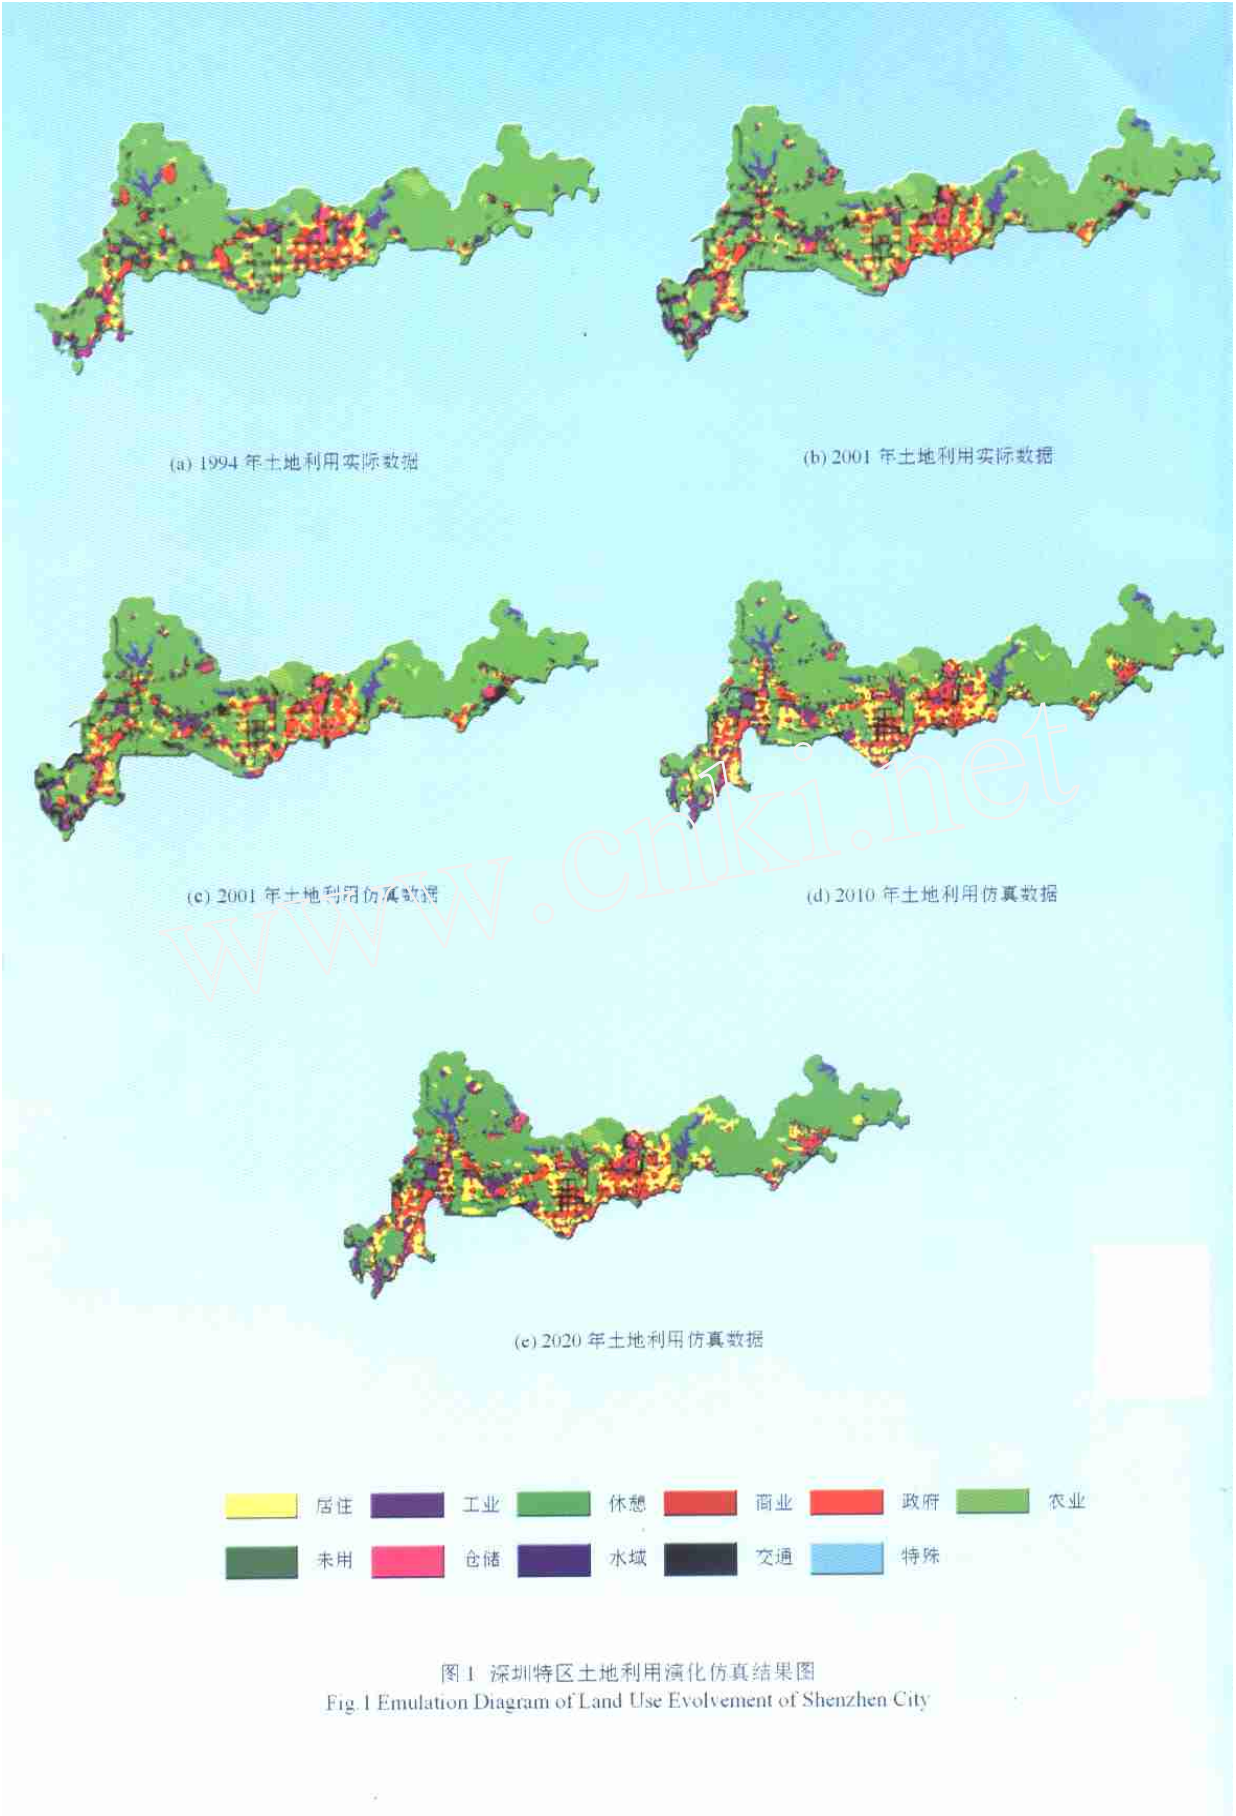 (a) 1994 年土地利用实际数据
(b) 2001 年土地利用实际数据
(c) 2001 年土地利用仿真数据
(d) 2010 年土地利用仿真数据
www.cnki.net
(e) 2020 年土地利用仿真数据
居住 工业 休憩 商业 政府 农业
未用 仓储 水域 交通 特殊
图 1 深圳特区土地利用演化仿真结果图
Fig.1 Emulation Diagram of Land Use Evolvement of Shenzhen City